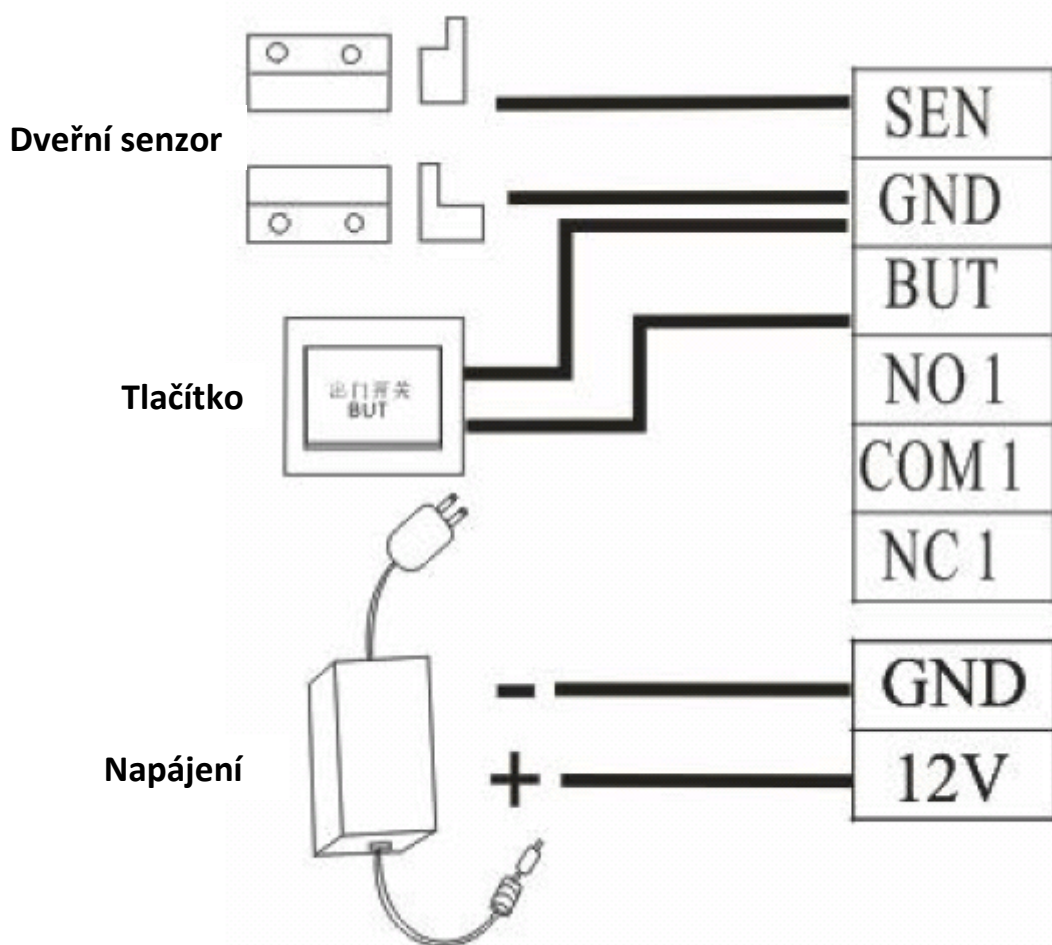 Dveřní senzor
Tlačítko
出门开关
BUT
Napájení
-
+
SEN
GND
BUT
NO 1
COM 1
NC 1
GND
12V